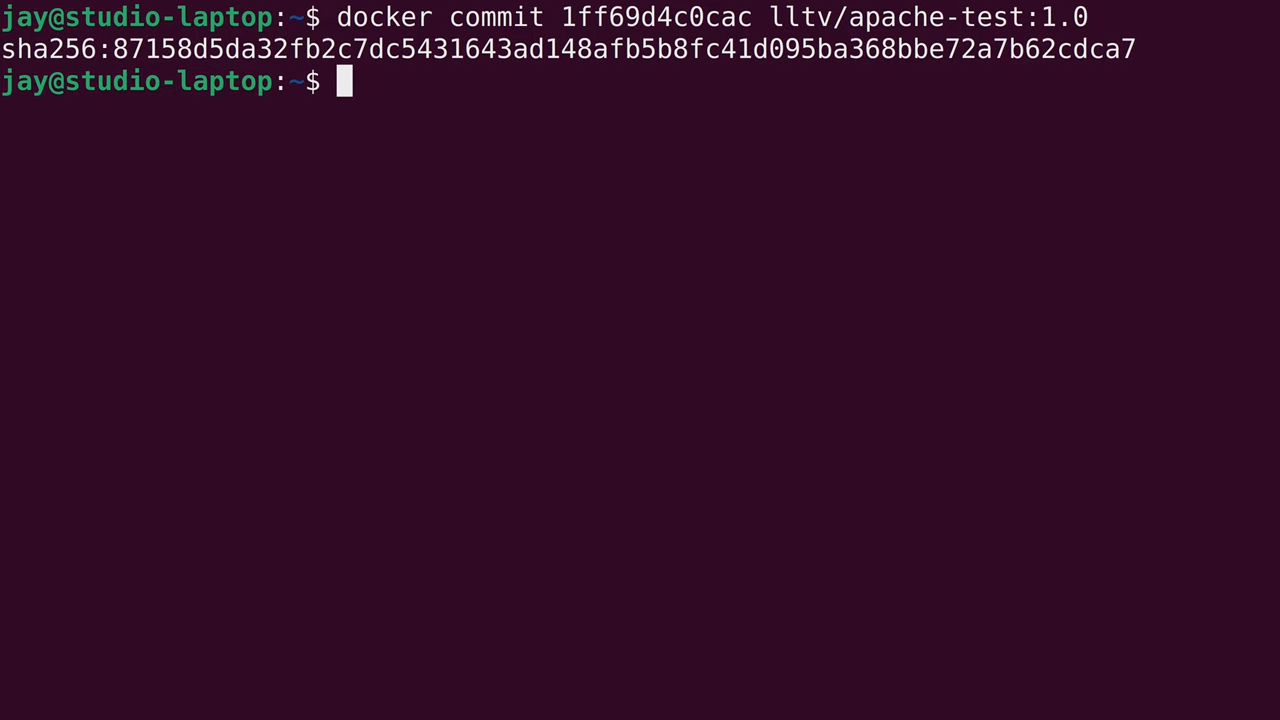 jay@studio-laptop:~$ docker commit 1ff69d4c0cac lltv/apache-test:1.0
sha256:87158d5da32fb2c7dc5431643ad148afb5b8fc41d095ba368bbe72a7b62cdca7
jay@studio-laptop:~$